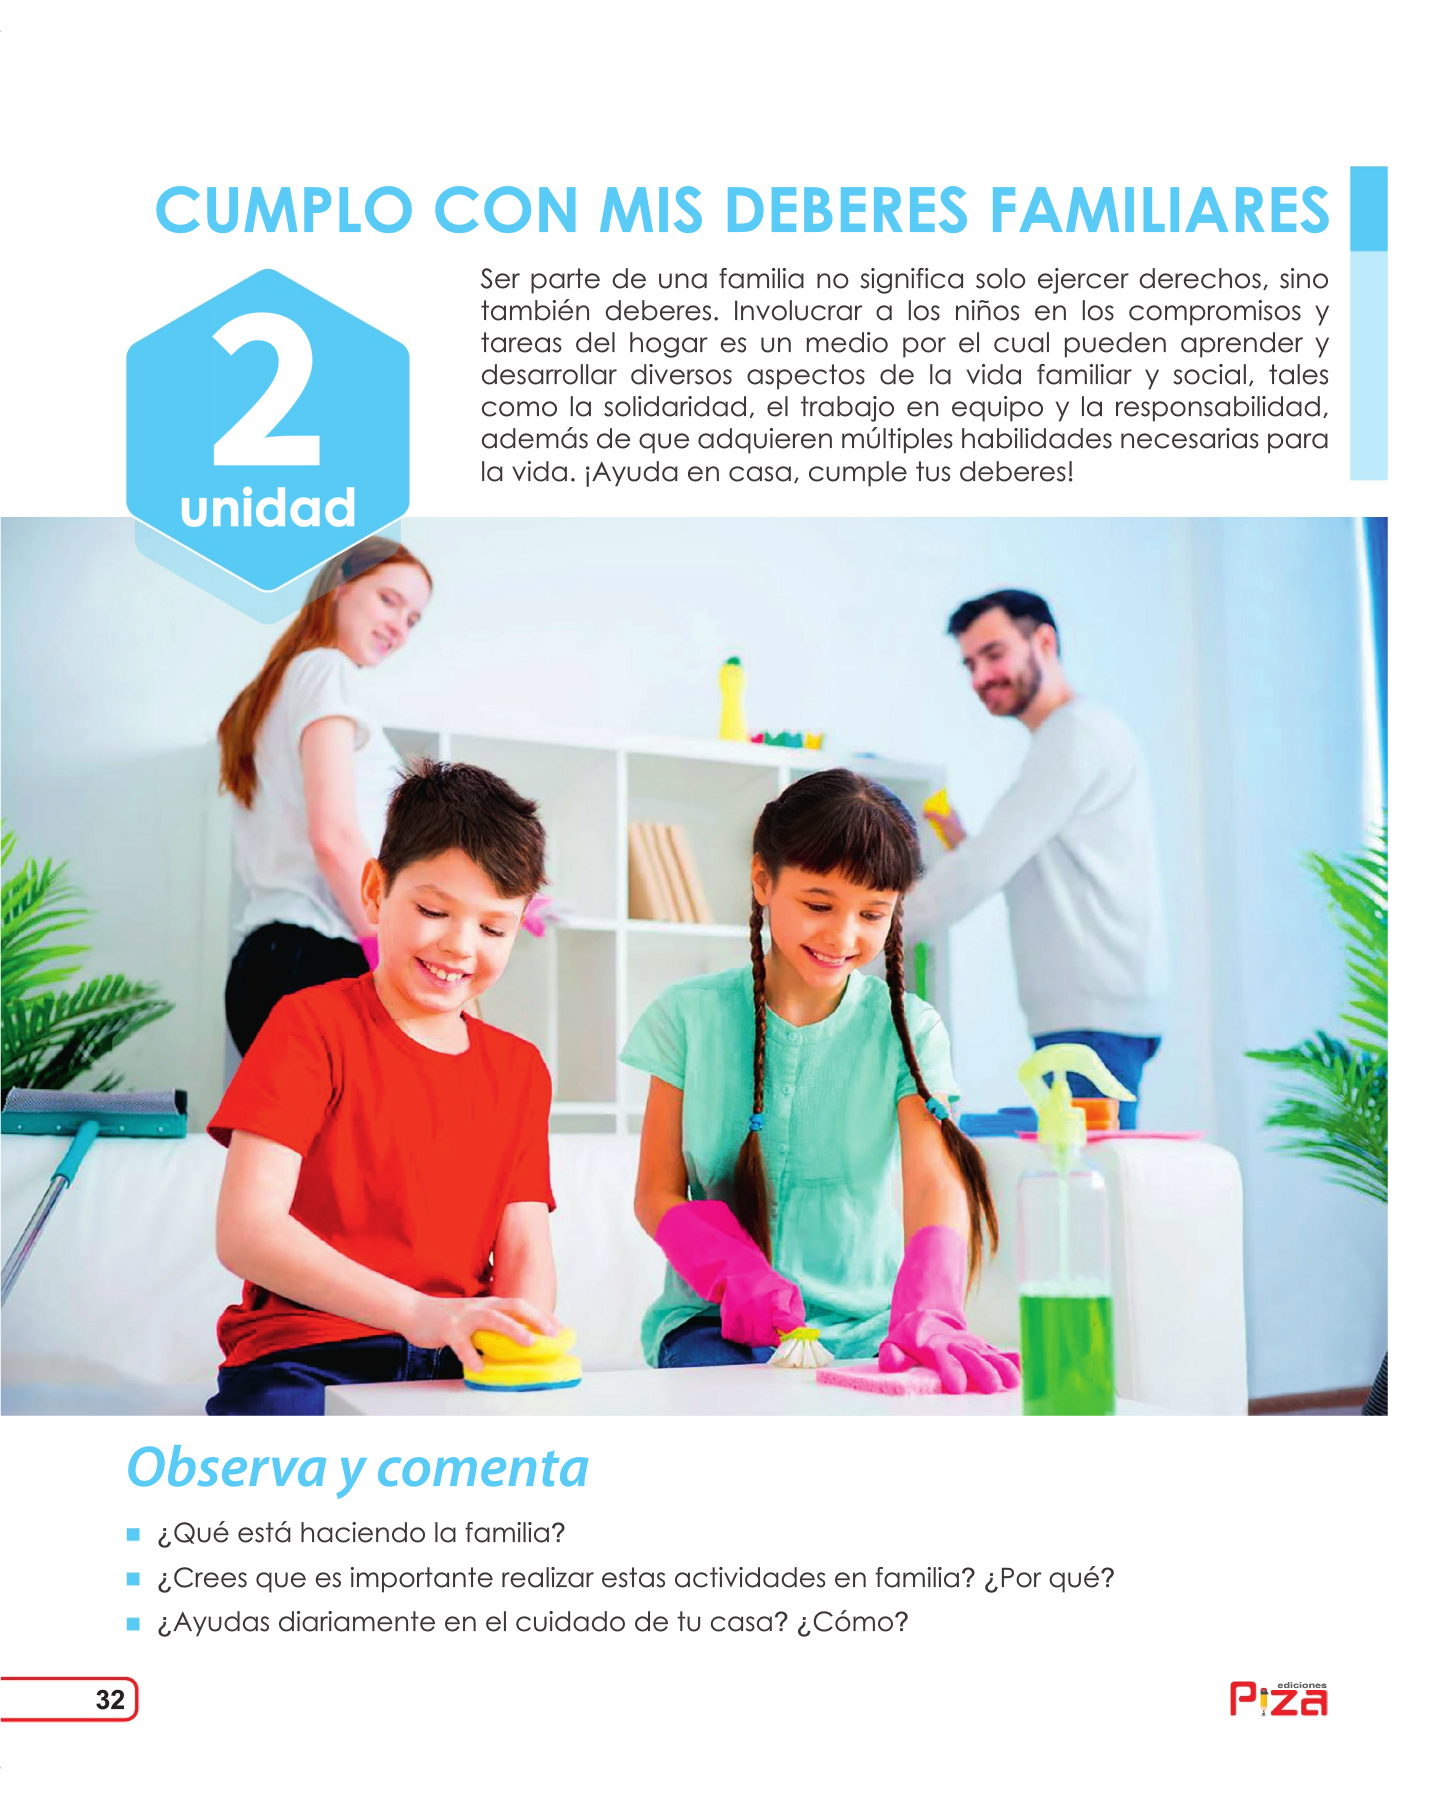 CUMPLO CON MIS DEBERES FAMILIARES
2
unidad
Ser parte de una familia no significa solo ejercer derechos, sino
también deberes. Involucrar a los niños en los compromisos y
tareas del hogar es un medio por el cual pueden aprender y
desarrollar diversos aspectos de la vida familiar y social, tales
como la solidaridad, el trabajo en equipo y la responsabilidad,
además de que adquieren múltiples habilidades necesarias para
la vida. ¡Ayuda en casa, cumple tus deberes!
Observa y comenta
¿Qué está haciendo la familia?
¿Crees que es importante realizar estas actividades en familia? ¿Por qué?
¿Ayudas diariamente en el cuidado de tu casa? ¿Cómo?
32
ediciones
Piza